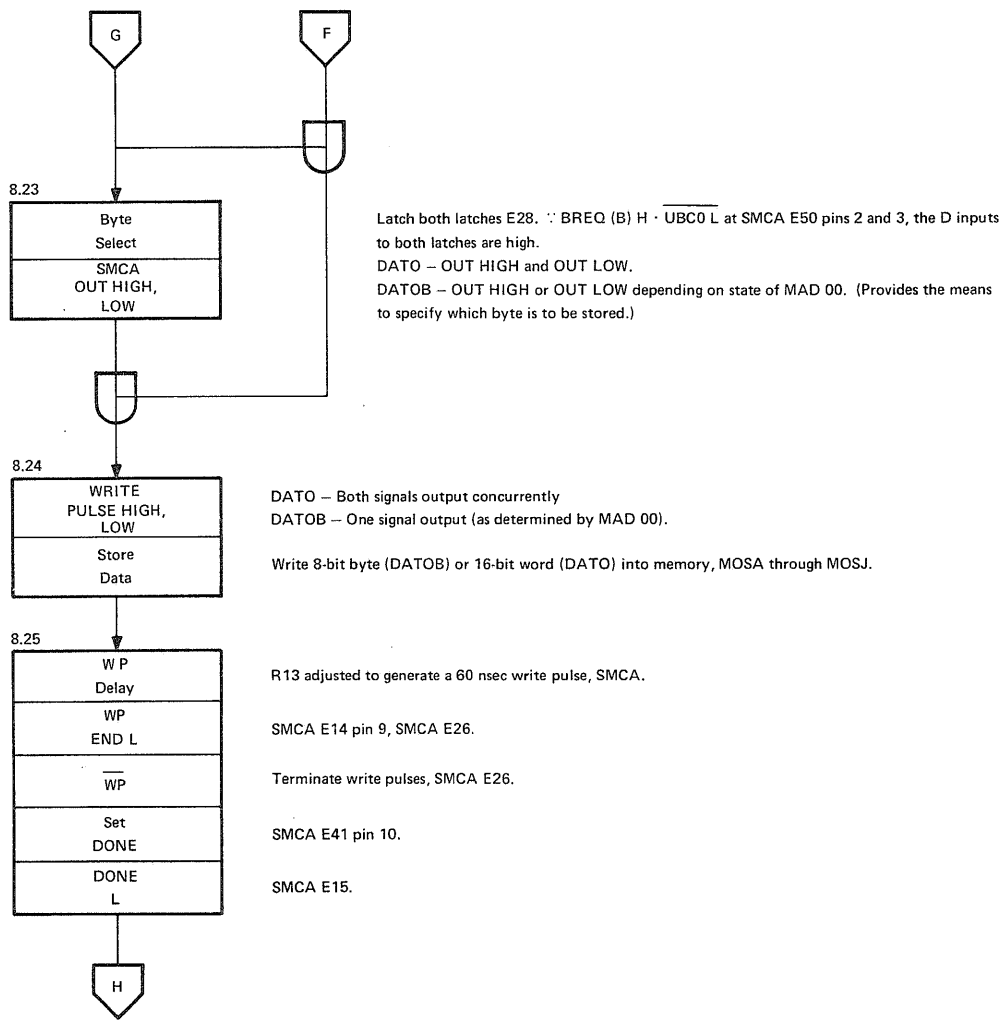 G
F
8.23
Byte
Select
SMCA
OUT HIGH,
LOW
Latch both latches E28. ∵ BREQ (B) H · UBC0 L at SMCA E50 pins 2 and 3, the D inputs
to both latches are high.
DATO – OUT HIGH and OUT LOW.
DATOB – OUT HIGH or OUT LOW depending on state of MAD 00. (Provides the means
to specify which byte is to be stored.)
8.24
WRITE
PULSE HIGH,
LOW
Store
Data
DATO – Both signals output concurrently
DATOB – One signal output (as determined by MAD 00).
Write 8-bit byte (DATOB) or 16-bit word (DATO) into memory, MOSA through MOSJ.
8.25
W P
Delay
R13 adjusted to generate a 60 nsec write pulse, SMCA.
WP
END L
SMCA E14 pin 9, SMCA E26.
WP
Terminate write pulses, SMCA E26.
Set
DONE
SMCA E41 pin 10.
DONE
L
SMCA E15.
H